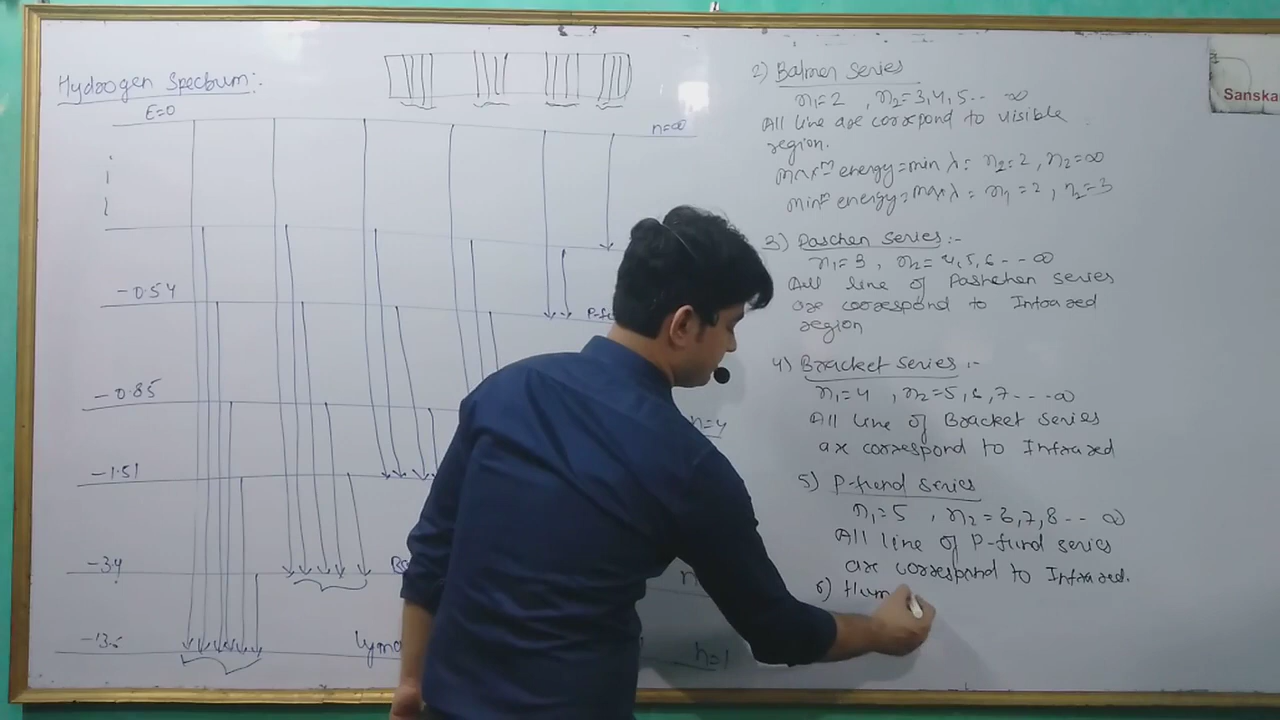 Hydrogen Spectrum:-
E=0
n=∞
-0.54
-0.85
-1.51
-3.4
-13.6
n=4
n=1
2) Balmer Series
n₁=2 , n₂=3,4,5-- ∞
All line are correspond to visible
region.
Maxᵐ energy=min λ= n₂=2, n₂=∞
Minᵐ energy=max λ= n₁=2, n₂=3
3) Paschen Series:-
n₁=3 , n₂= 4,5,6 --- ∞
All line of Pashchen series
are correspond to Infrared
region
4) Bracket Series :-
n₁=4 , n₂=5,6,7----∞
All line of Bracket series
are correspond to Infrared
5) P-fund Series
n₁=5 , n₂=6,7,8--- ∞
All line of P-fund series
are correspond to Infrared.
6) Hum
Sanska